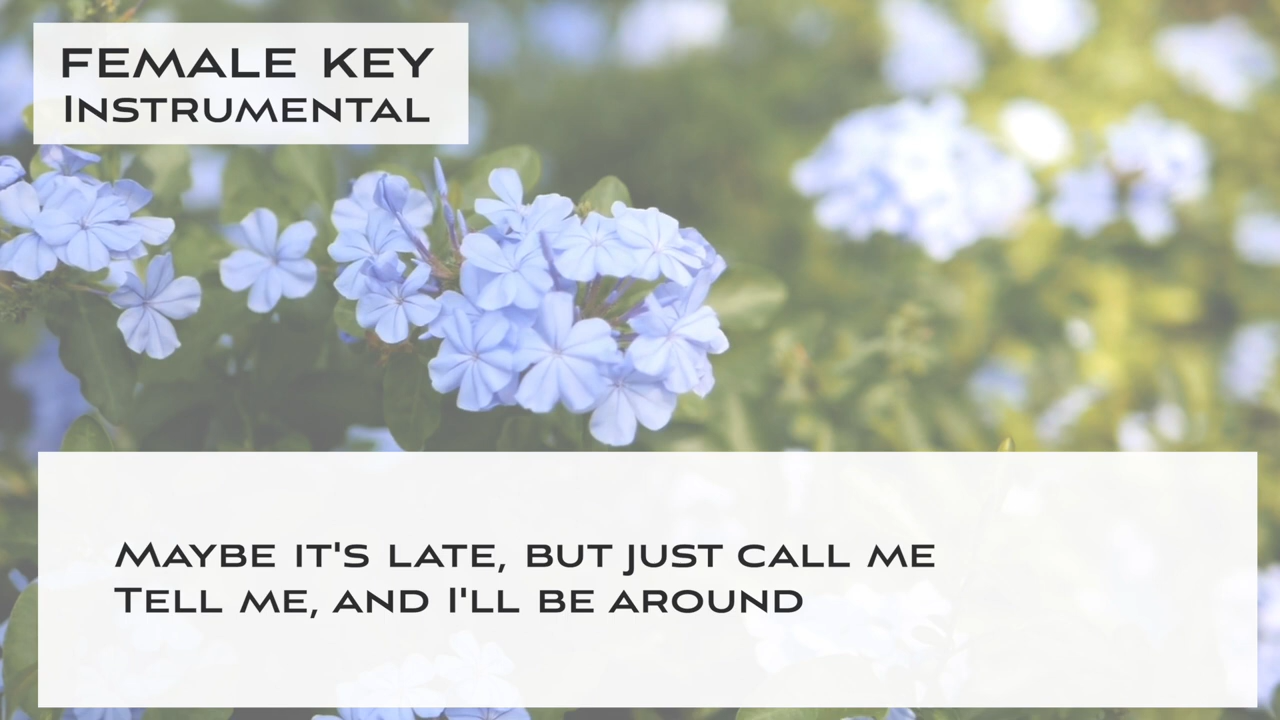 FEMALE KEY
INSTRUMENTAL
MAYBE IT'S LATE, BUT JUST CALL ME
TELL ME, AND I'LL BE AROUND